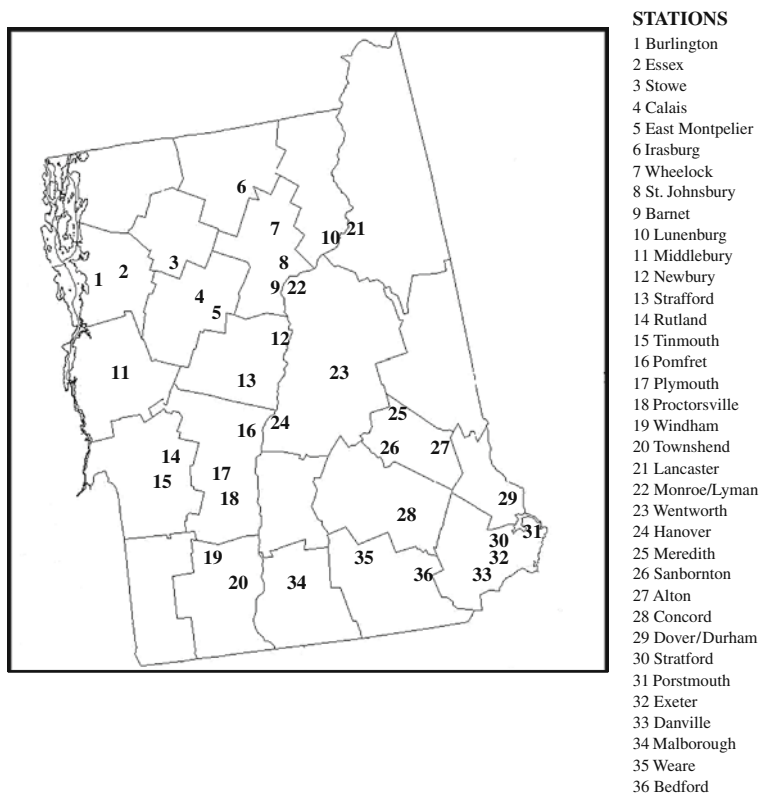 STATIONS
1 Burlington
2 Essex
3 Stowe
4 Calais
5 East Montpelier
6 Irasburg
7 Wheelock
8 St. Johnsbury
9 Barnet
10 Lunenburg
11 Middlebury
12 Newbury
13 Strafford
14 Rutland
15 Tinmouth
16 Pomfret
17 Plymouth
18 Proctorsville
19 Windham
20 Townshend
21 Lancaster
22 Monroe/Lyman
23 Wentworth
24 Hanover
25 Meredith
26 Sanbornton
27 Alton
28 Concord
29 Dover/Durham
30 Stratford
31 Porstmouth
32 Exeter
33 Danville
34 Malborough
35 Weare
36 Bedford
6
7
21
10
3
8
1
2
9
22
4
5
12
11
13
23
25
24
16
26
27
14
17
15
18
29
28
31
30
19
35
32
20
34
36
33